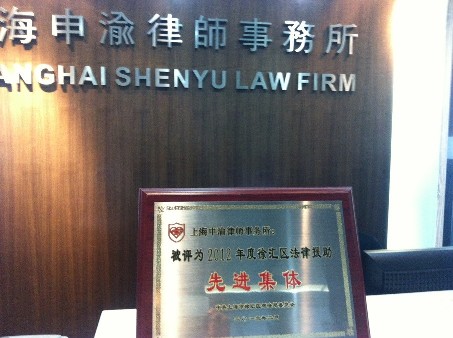 海申渝律師事務所
ANGHAI SHENYU LAW FIRM
上海申渝律师事务所:
被评为2012年度徐汇区法律援助
先进集体